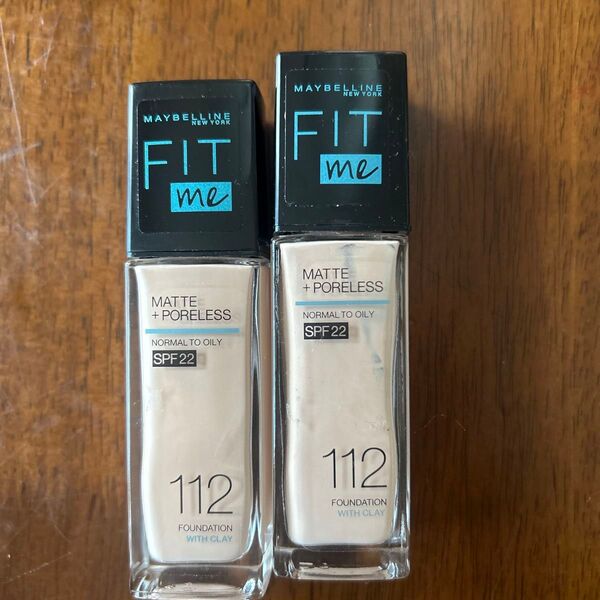 MAYBELLINE
NEW YORK
FIT
me
MATTE
+ PORELESS
NORMAL TO OILY
SPF 22
112
FOUNDATION
WITH CLAY
MAYBELLINE
NEW YORK
FIT
me
MATTE
+ PORELESS
NORMAL TO OILY
SPF 22
112
FOUNDATION
WITH CLAY